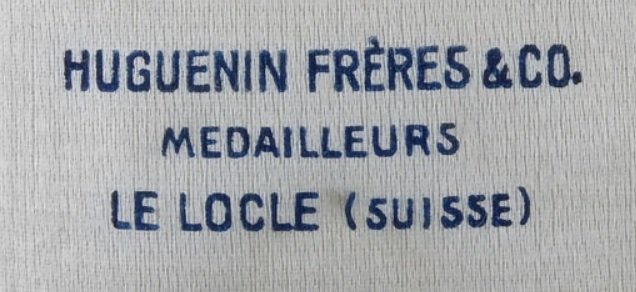 HUGUENIN FRÈRES & CO.
MEDAILLEURS
LE LOCLE (SUISSE)